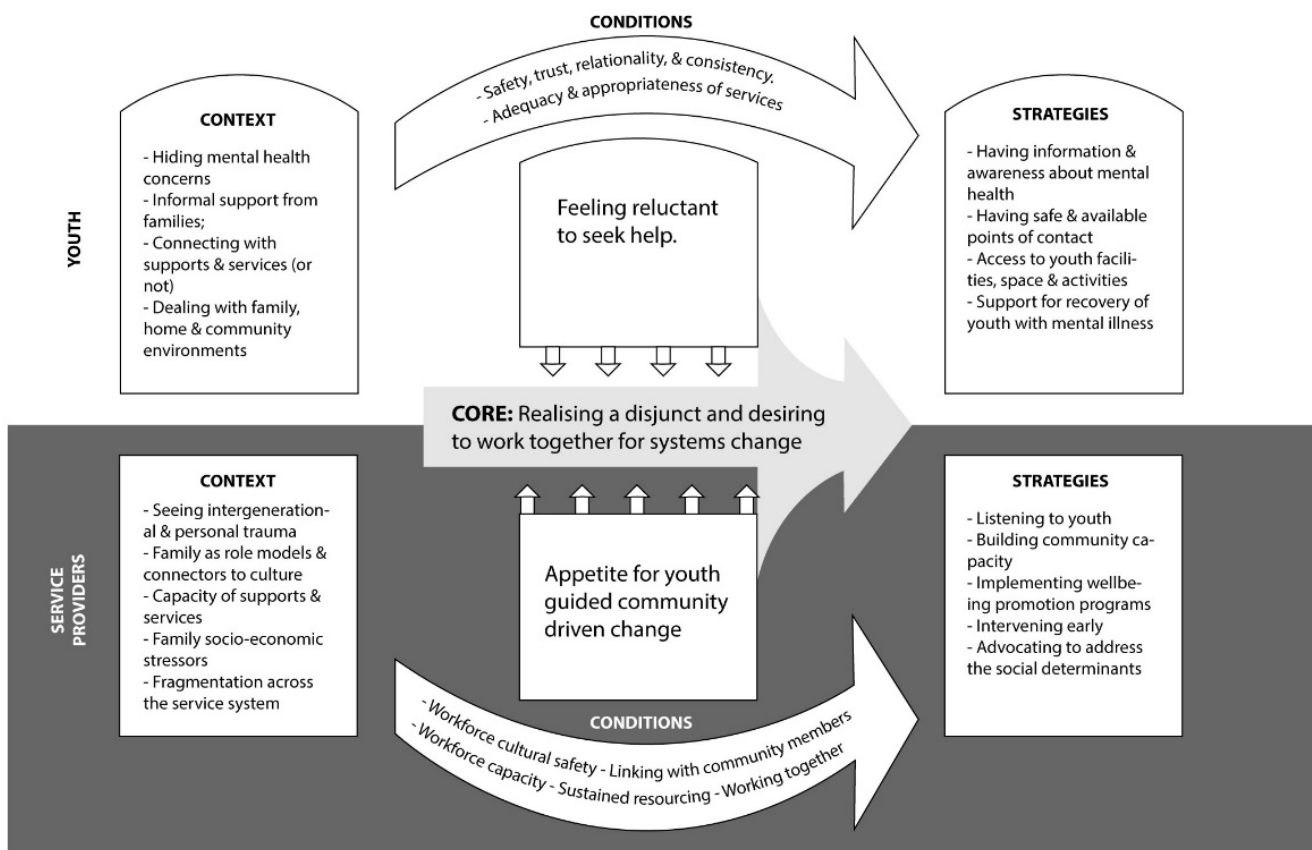 CONDITIONS
- Safety, trust, relationality, & consistency.
- Adequacy & appropriateness of services
YOUTH
CONTEXT
- Hiding mental health
concerns
- Informal support from
families;
- Connecting with
supports & services (or
not)
- Dealing with family,
home & community
environments
Feeling reluctant
to seek help.
STRATEGIES
- Having information &
awareness about mental
health
- Having safe & available
points of contact
- Access to youth facili-
ties, space & activities
- Support for recovery of
youth with mental illness
CORE: Realising a disjunct and desiring
to work together for systems change
SERVICE
PROVIDERS
CONTEXT
- Seeing intergeneration-
al & personal trauma
- Family as role models &
connectors to culture
- Capacity of supports &
services
- Family socio-economic
stressors
- Fragmentation across
the service system
Appetite for youth
guided community
driven change
STRATEGIES
- Listening to youth
- Building community ca-
pacity
- Implementing wellbe-
ing promotion programs
- Intervening early
- Advocating to address
the social determinants
CONDITIONS
- Workforce cultural safety - Linking with community members
- Workforce capacity - Sustained resourcing - Working together